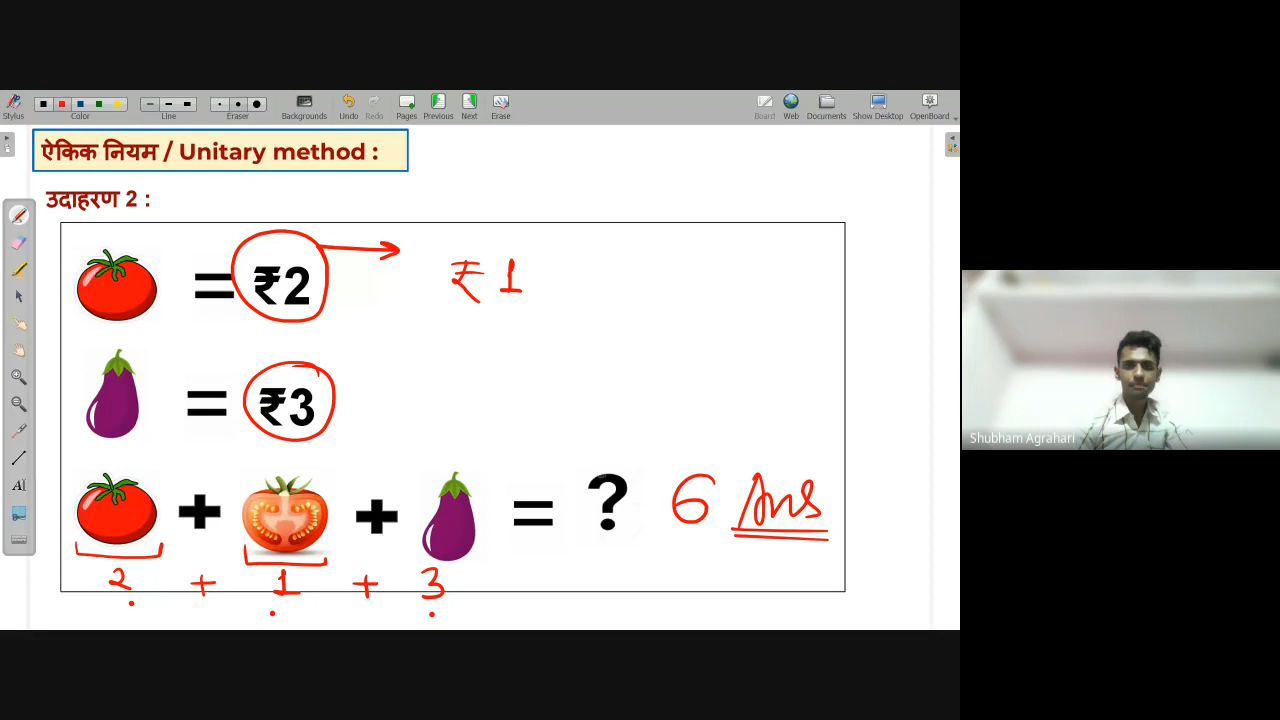 Stylus Color Line Eraser Backgrounds Undo Redo Pages Previous Next Erase Board Web Documents Show Desktop OpenBoard
ऐकिक नियम / Unitary method :
उदाहरण 2 :
= ₹2 ₹ 1
= ₹3
+ + = ? 6 Ans
2 + 1 + 3
Shubham Agrahari